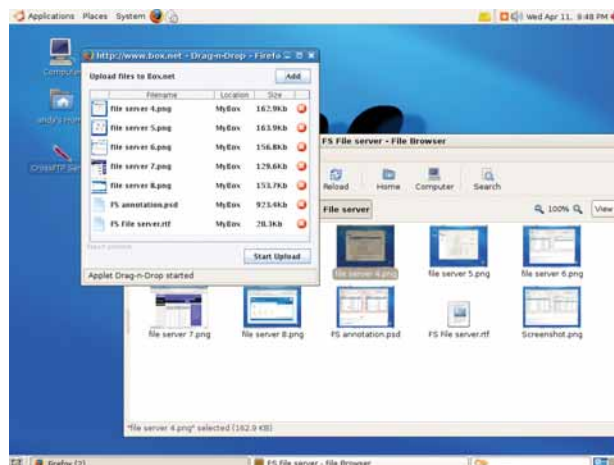 Applications Places System
Wed Apr 11, 9:48 PM
Computer
andy's Home
http://www.box.net - Drag-n-Drop - Firefo
Upload files to Box.net
Add
Filename Location Size
file server 4.png MyBox 162.9Kb
file server 5.png MyBox 163.9Kb
file server 6.png MyBox 156.8Kb
file server 7.png MyBox 129.6Kb
file server 8.png MyBox 153.7Kb
FS annotation.psd MyBox 923.4Kb
FS File server.rtf MyBox 20.3Kb
Start Upload
Applet Drag-n-Drop started
FS File server - File Browser
Reload Home Computer Search
File server
100%
View
file server 4.png file server 5.png file server 6.png
file server 7.png file server 8.png FS annotation.psd FS File server.rtf Screenshot.png
"file server 4.png" selected (162.9 KB)
Firefox (2)
FS File server - File Browser